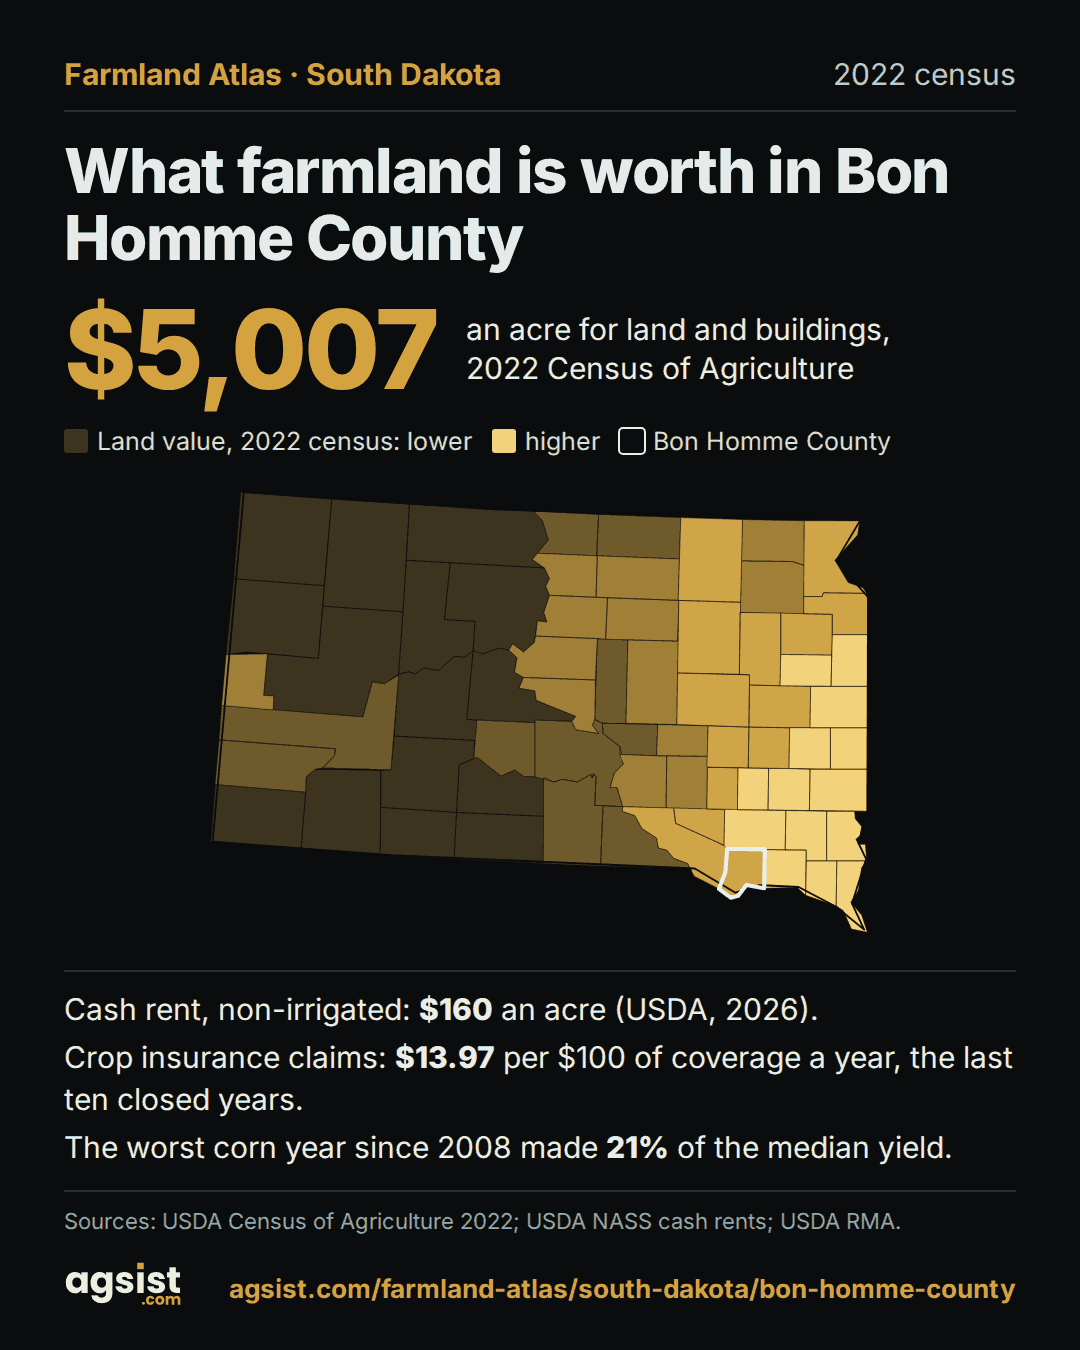 Farmland Atlas · South Dakota
2022 census
What farmland is worth in Bon
Homme County
$5,007
an acre for land and buildings,
2022 Census of Agriculture
Land value, 2022 census: lower
higher
Bon Homme County
Cash rent, non-irrigated: $160 an acre (USDA, 2026).
Crop insurance claims: $13.97 per $100 of coverage a year, the last
ten closed years.
The worst corn year since 2008 made 21% of the median yield.
Sources: USDA Census of Agriculture 2022; USDA NASS cash rents; USDA RMA.
agsist
.com
agsist.com/farmland-atlas/south-dakota/bon-homme-county